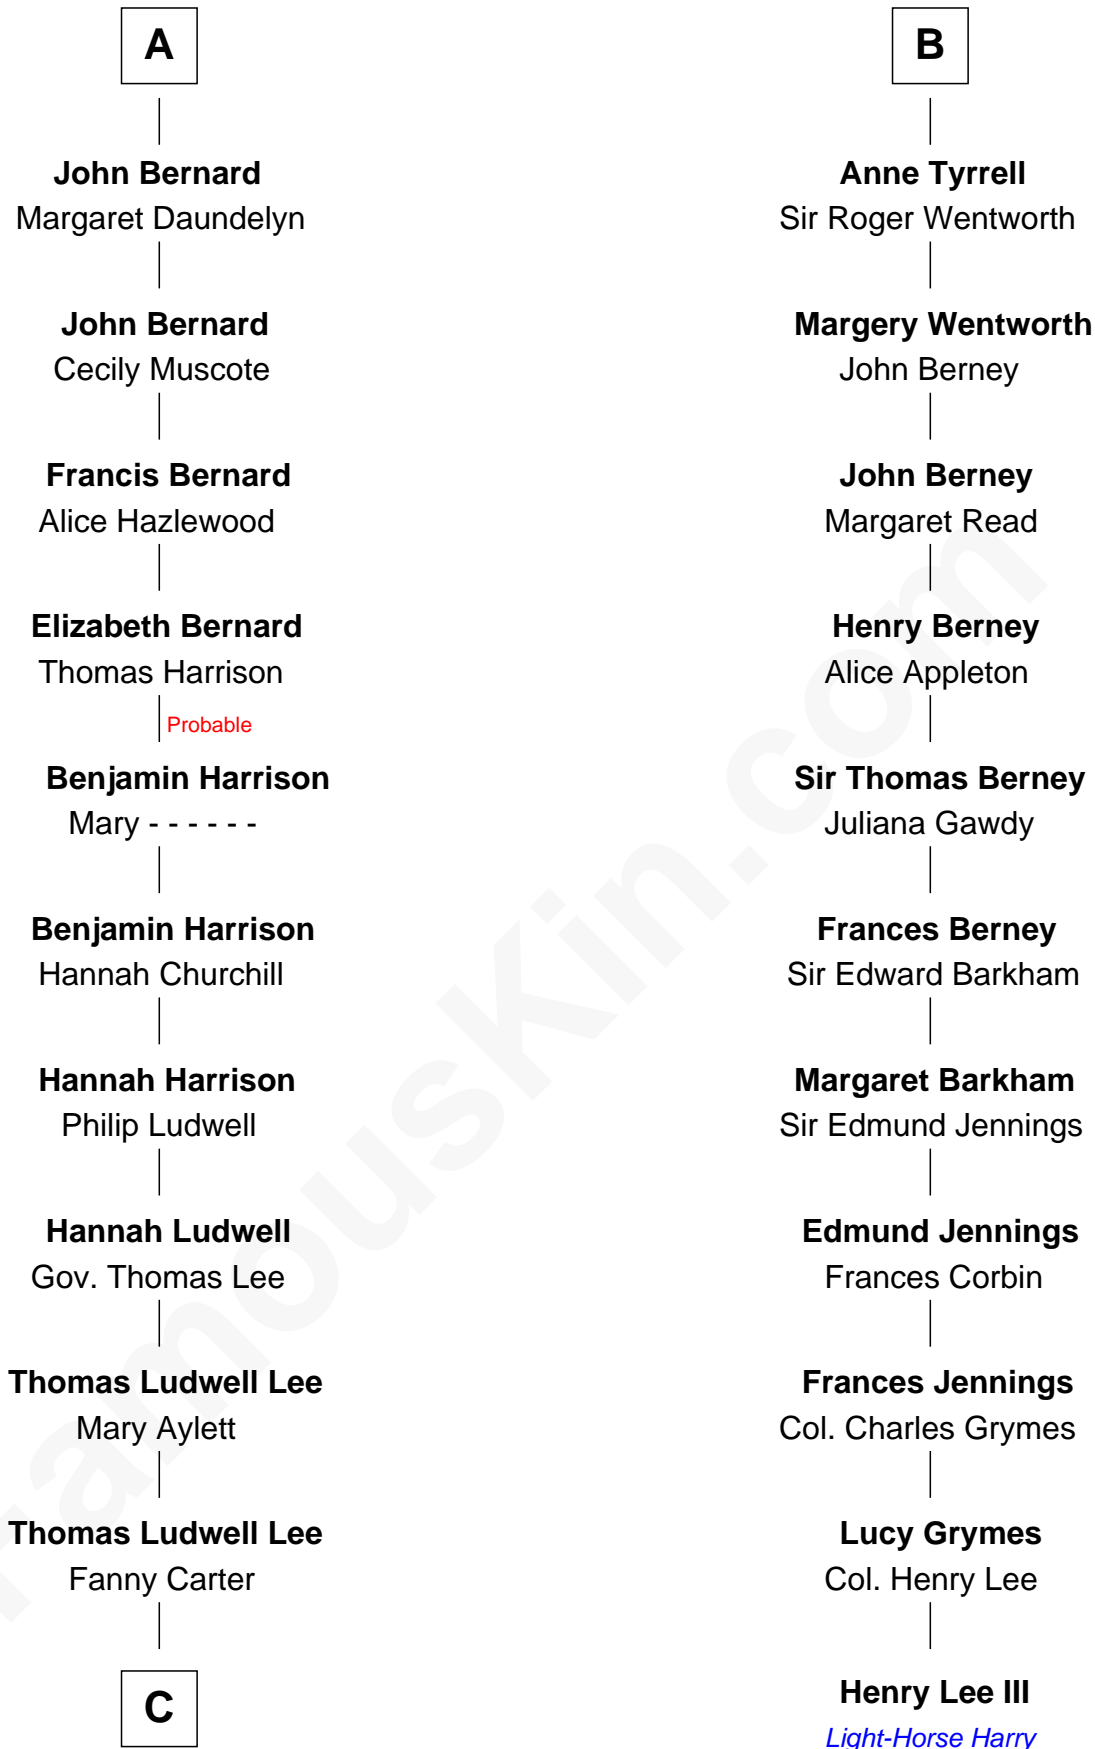 A
John Bernard
Margaret Daundelyn
John Bernard
Cecily Muscote
Francis Bernard
Alice Hazlewood
Elizabeth Bernard
Thomas Harrison
Probable
Benjamin Harrison
Mary - - - - - -
Benjamin Harrison
Hannah Churchill
Hannah Harrison
Philip Ludwell
Hannah Ludwell
Gov. Thomas Lee
Thomas Ludwell Lee
Mary Aylett
Thomas Ludwell Lee
Fanny Carter
C
B
Anne Tyrrell
Sir Roger Wentworth
Margery Wentworth
John Berney
John Berney
Margaret Read
Henry Berney
Alice Appleton
Sir Thomas Berney
Juliana Gawdy
Frances Berney
Sir Edward Barkham
Margaret Barkham
Sir Edmund Jennings
Edmund Jennings
Frances Corbin
Frances Jennings
Col. Charles Grymes
Lucy Grymes
Col. Henry Lee
Henry Lee III
Light-Horse Harry
FamousKin.com